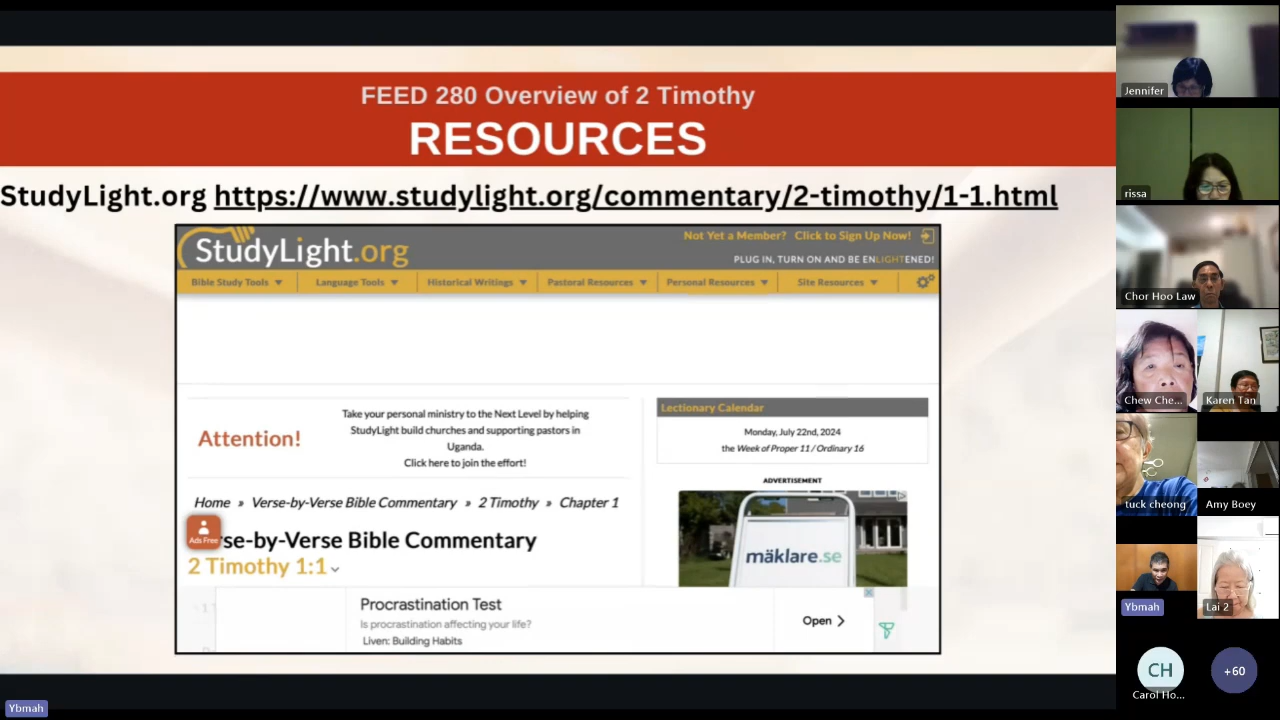 FEED 280 Overview of 2 Timothy
RESOURCES
StudyLight.org https://www.studylight.org/commentary/2-timothy/1-1.html
StudyLight.org
Not Yet a Member? Click to Sign Up Now!
PLUG IN, TURN ON AND BE ENLIGHTENED!
Bible Study Tools
Language Tools
Historical Writings
Pastoral Resources
Personal Resources
Site Resources
Attention!
Take your personal ministry to the Next Level by helping
StudyLight build churches and supporting pastors in
Uganda.
Click here to join the effort!
Lectionary Calendar
Monday, July 22nd, 2024
the Week of Proper 11 / Ordinary 16
ADVERTISEMENT
mäklare.se
Home » Verse-by-Verse Bible Commentary » 2 Timothy » Chapter 1
Ads Free
se-by-Verse Bible Commentary
2 Timothy 1:1
Procrastination Test
Is procrastination affecting your life?
Liven: Building Habits
Open
Ybmah
Jennifer
rissa
Chor Hoo Law
Chew Che...
Karen Tan
tuck cheong
Amy Boey
Ybmah
Lai 2
CH
Carol Ho...
+60